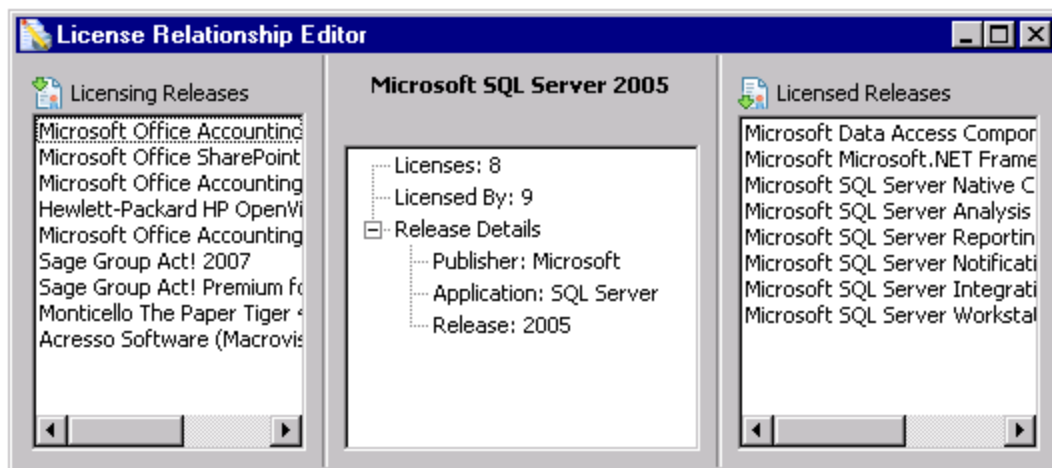 License Relationship Editor
Licensing Releases
Microsoft Office Accounting
Microsoft Office SharePoint
Microsoft Office Accounting
Hewlett-Packard HP OpenVi
Microsoft Office Accounting
Sage Group Act! 2007
Sage Group Act! Premium fo
Monticello The Paper Tiger
Acresso Software (Macrovis
Microsoft SQL Server 2005
Licenses: 8
Licensed By: 9
Release Details
Publisher: Microsoft
Application: SQL Server
Release: 2005
Licensed Releases
Microsoft Data Access Compor
Microsoft Microsoft.NET Frame
Microsoft SQL Server Native C
Microsoft SQL Server Analysis
Microsoft SQL Server Reportin
Microsoft SQL Server Notificati
Microsoft SQL Server Integrati
Microsoft SQL Server Workstat